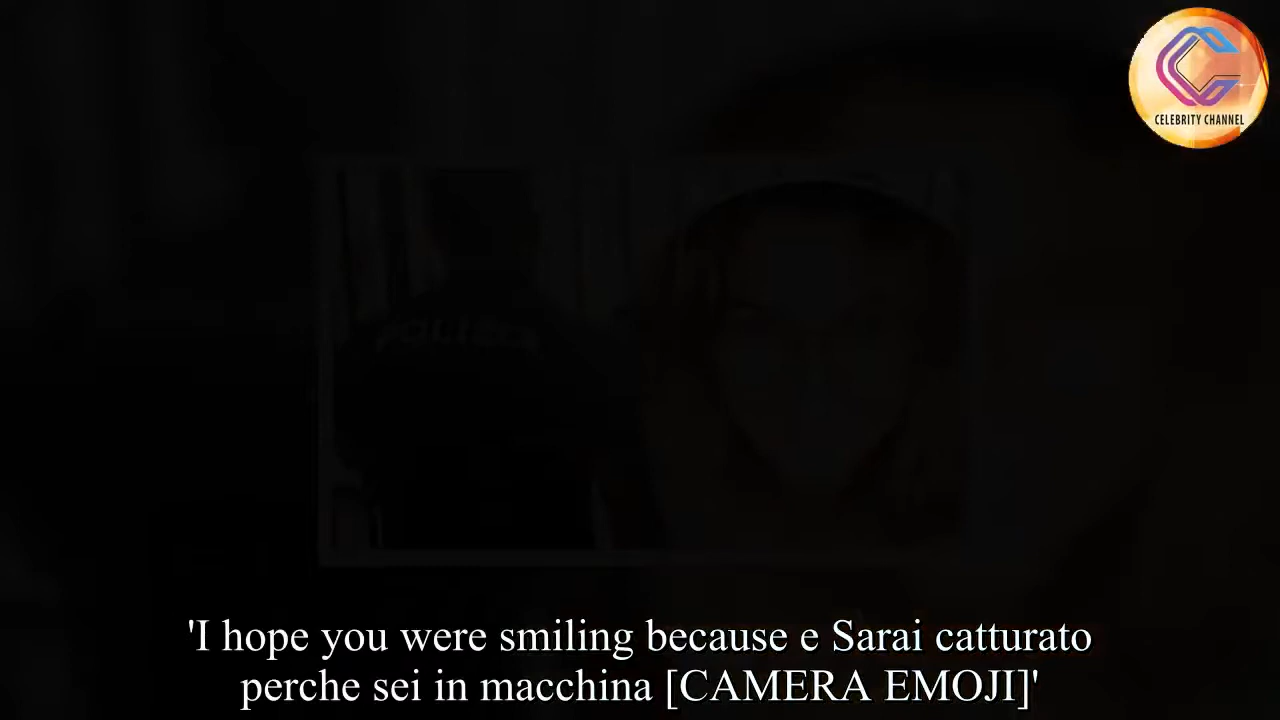 CELEBRITY CHANNEL
'I hope you were smiling because e Sarai catturato
perche sei in macchina [CAMERA EMOJI]'